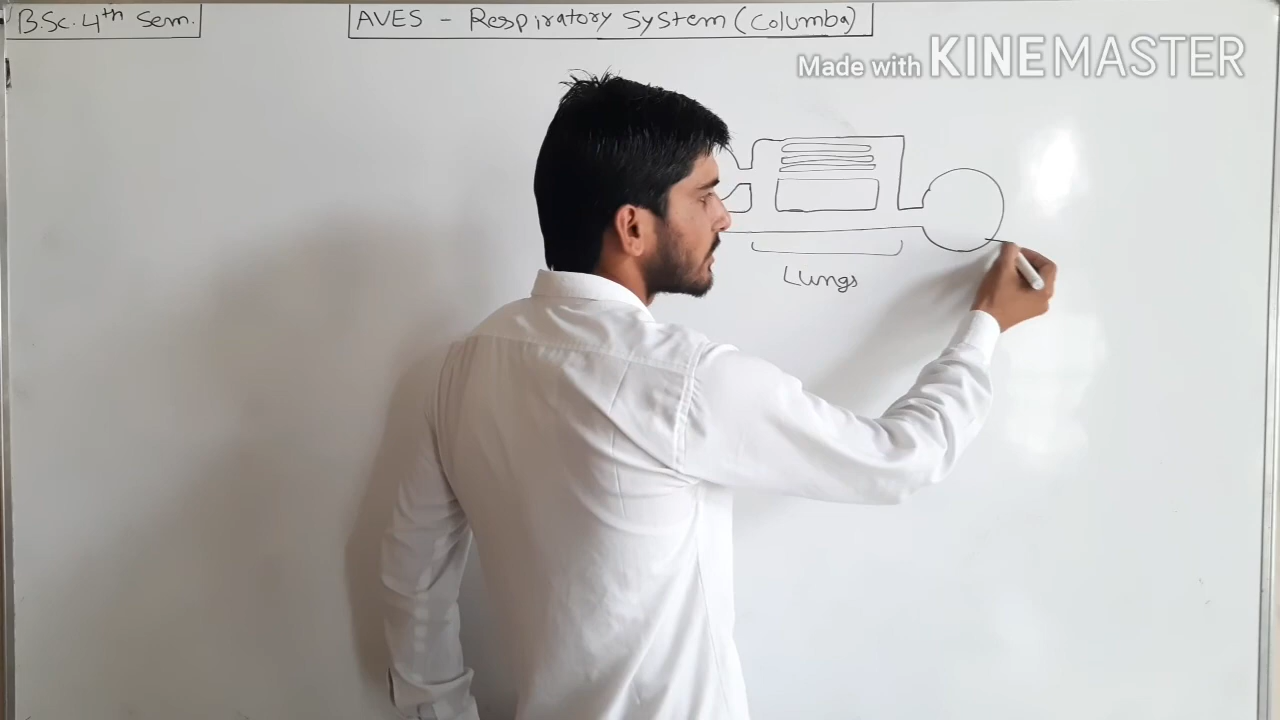 B.Sc. 4th Sem.
AVES - Respiratory System (Columba)
Made with KINEMASTER
Lungs